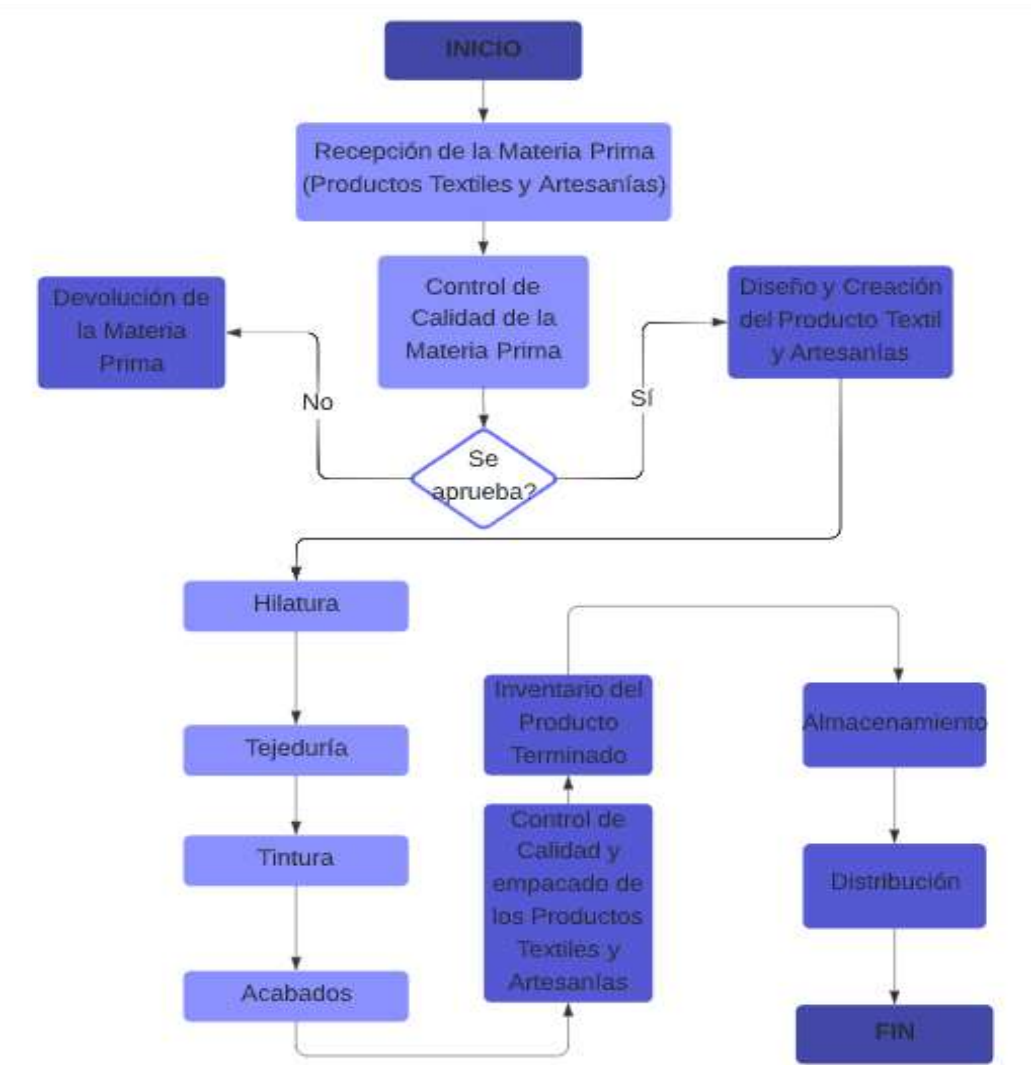 INICIO
Recepción de la Materia Prima
(Productos Textiles y Artesanías)
Control de
Calidad de la
Materia Prima
Devolución de
la Materia
Prima
Diseño y Creación
del Producto Textil
y Artesanías
No
Sí
Se
aprueba?
Hilatura
Tejeduría
Tintura
Acabados
Control de
Calidad y
empacado de
los Productos
Textiles y
Artesanías
Inventario del
Producto
Terminado
Almacenamiento
Distribución
FIN